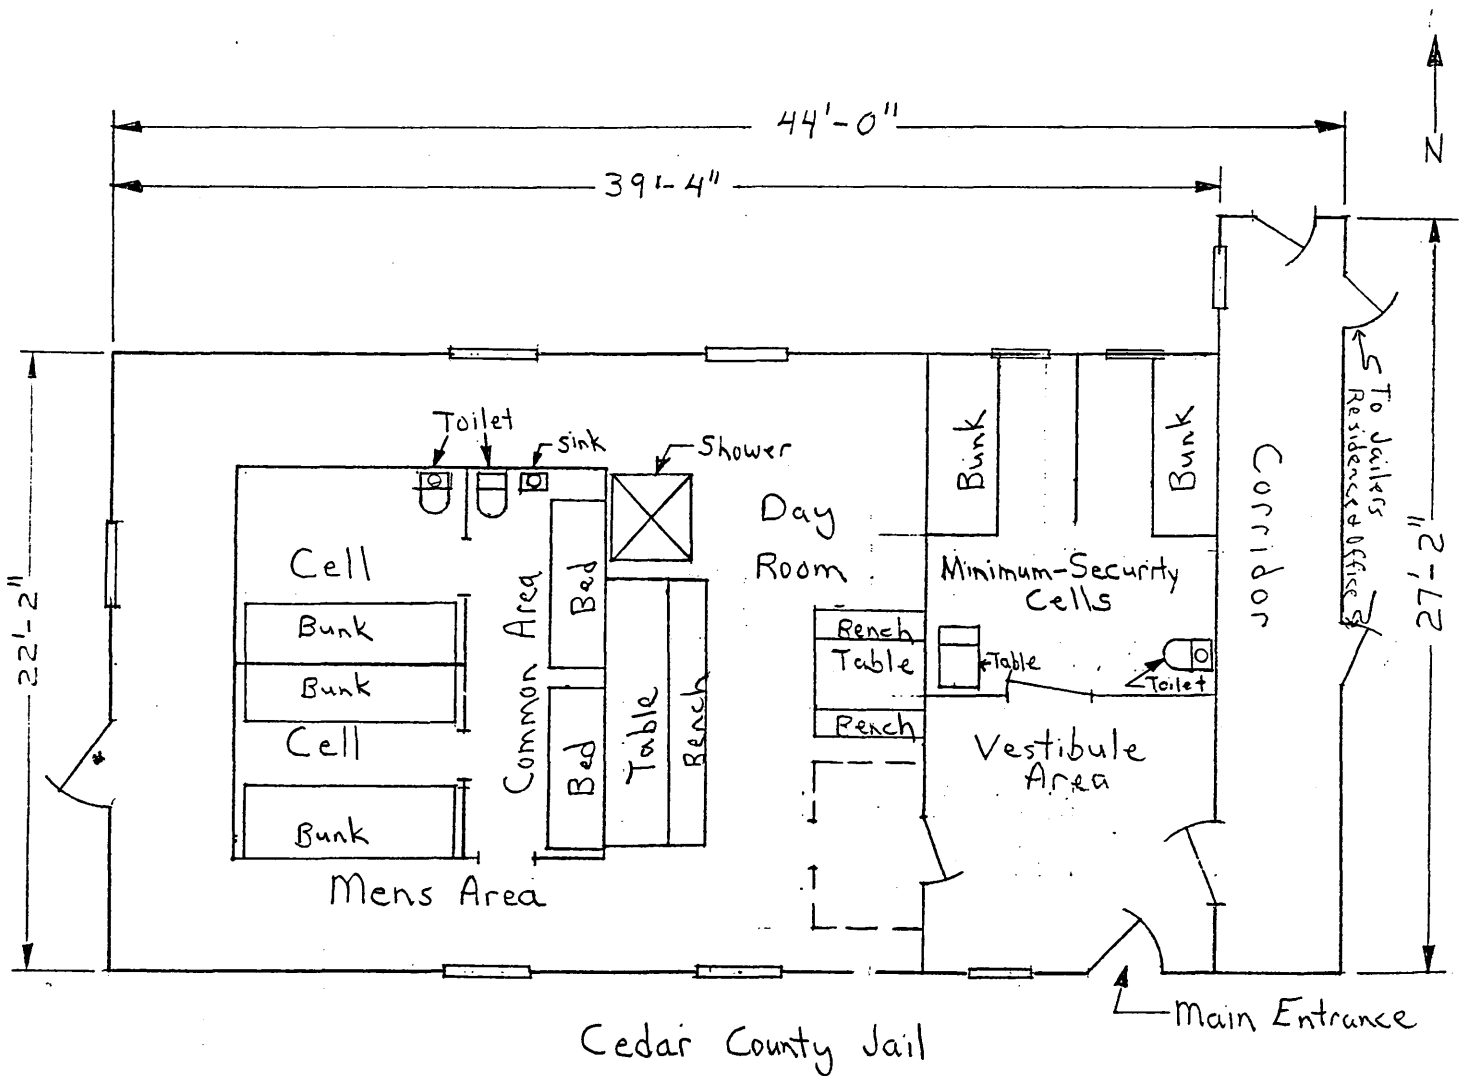 44'-0"
39'-4"
N
To Jailers
Residence & Office
22'-2"
27'-2"
Toilet
Sink
Shower
Cell
Bunk
Bunk
Cell
Bunk
Common Area
Bed
Bed
Table
Bench
Mens Area
Day
Room
Bench
Table
Bench
Bunk
Bunk
Minimum-Security
Cells
Table
Toilet
Vestibule
Area
Corridor
Main Entrance
Cedar County Jail